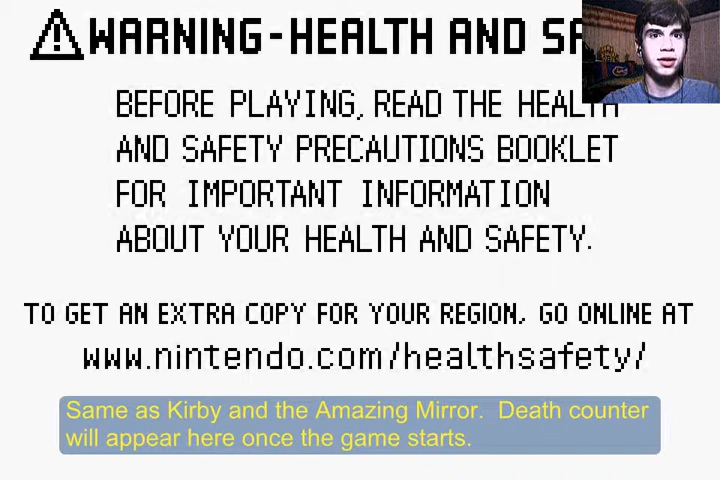 ⚠WARNING-HEALTH AND SA
BEFORE PLAYING, READ THE HEALTH
AND SAFETY PRECAUTIONS BOOKLET
FOR IMPORTANT INFORMATION
ABOUT YOUR HEALTH AND SAFETY.
TO GET AN EXTRA COPY FOR YOUR REGION, GO ONLINE AT
www.nintendo.com/healthsafety/
Same as Kirby and the Amazing Mirror. Death counter
will appear here once the game starts.